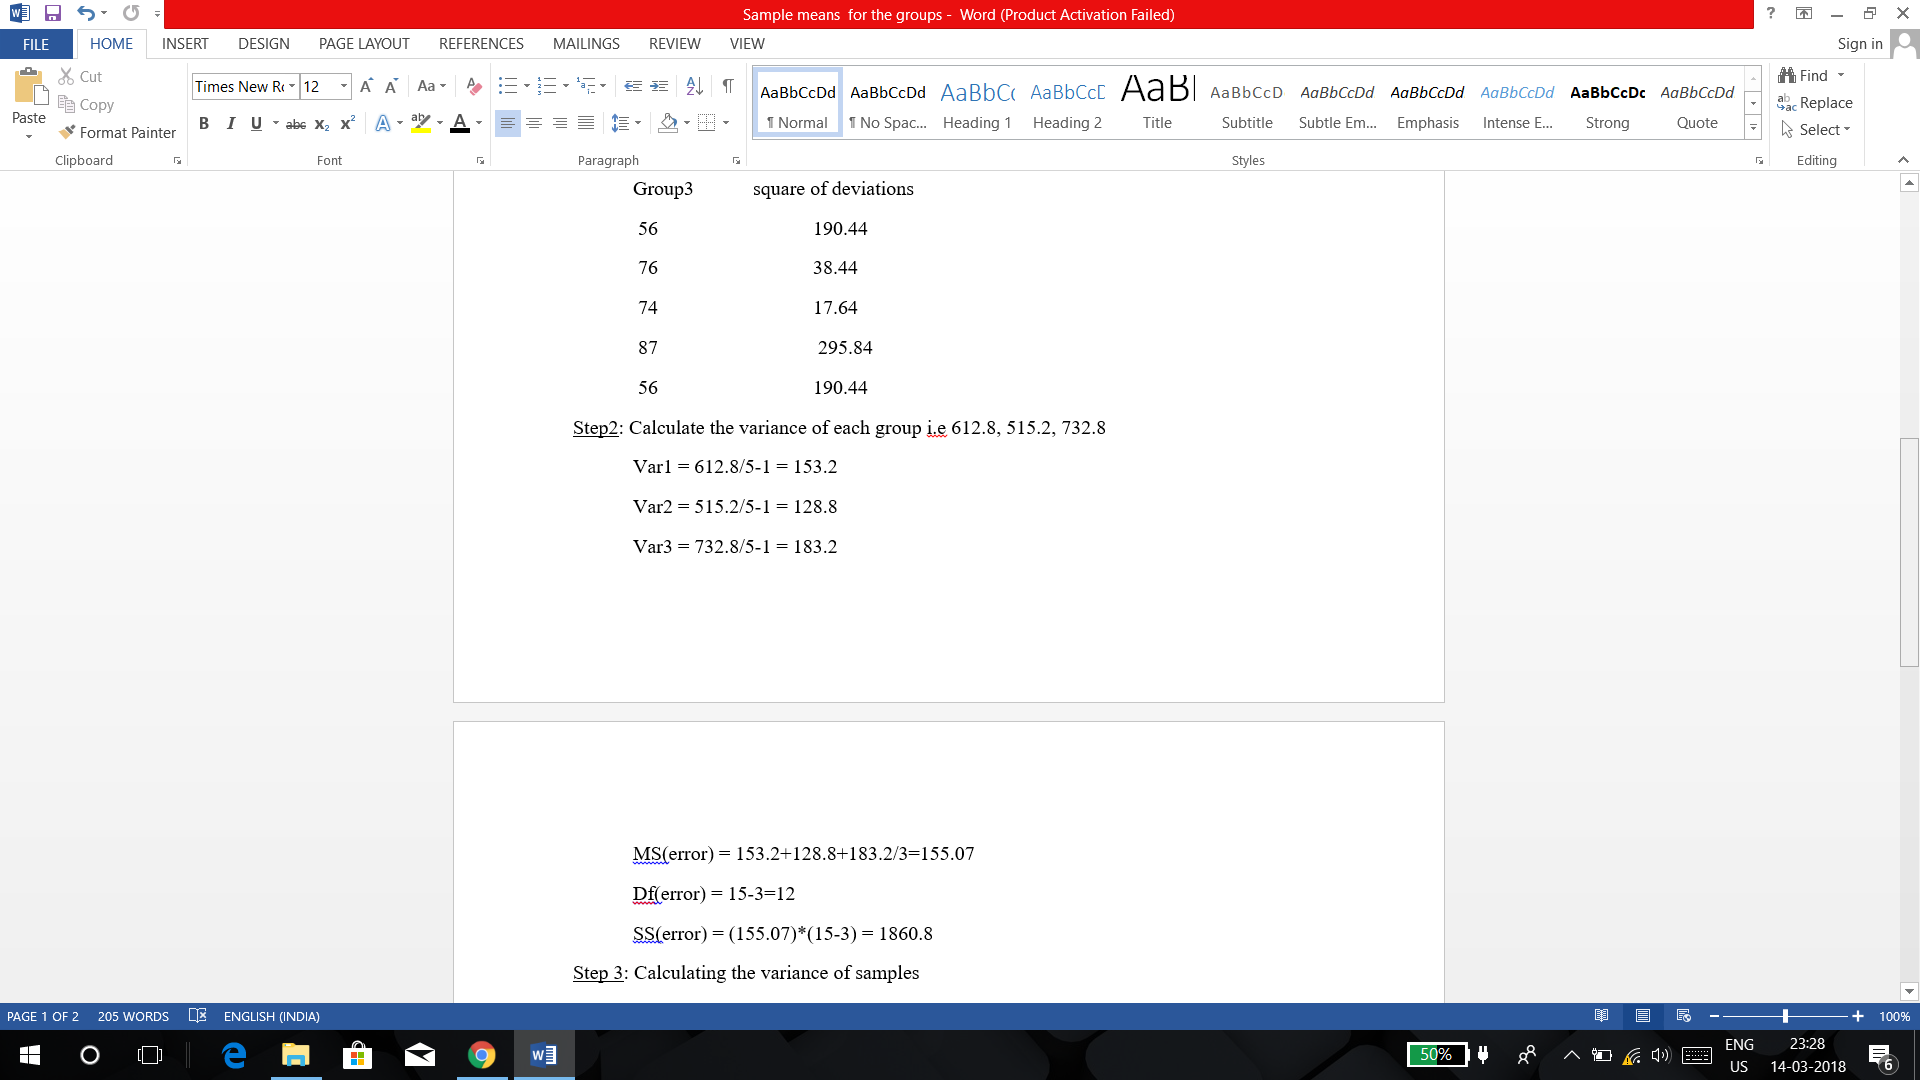 Sample means for the groups - Word (Product Activation Failed)
FILE HOME INSERT DESIGN PAGE LAYOUT REFERENCES MAILINGS REVIEW VIEW Sign in
Paste
Cut
Copy
Format Painter
Clipboard
Times New Ro 12
Font
Paragraph
AaBbCcDd AaBbCcDd AaBbCc AaBbCcE AaBl AaBbCcD AaBbCcDd AaBbCcDd AaBbCcDd AaBbCcDc AaBbCcDd
¶ Normal ¶ No Spac... Heading 1 Heading 2 Title Subtitle Subtle Em... Emphasis Intense E... Strong Quote
Styles
Find
Replace
Select
Editing
Group3 square of deviations
56 190.44
76 38.44
74 17.64
87 295.84
56 190.44
Step2: Calculate the variance of each group i.e 612.8, 515.2, 732.8
Var1 = 612.8/5-1 = 153.2
Var2 = 515.2/5-1 = 128.8
Var3 = 732.8/5-1 = 183.2
MS(error) = 153.2+128.8+183.2/3=155.07
Df(error) = 15-3=12
SS(error) = (155.07)*(15-3) = 1860.8
Step 3: Calculating the variance of samples
PAGE 1 OF 2 205 WORDS ENGLISH (INDIA) 100%
50%
ENG
US
23:28
14-03-2018
6